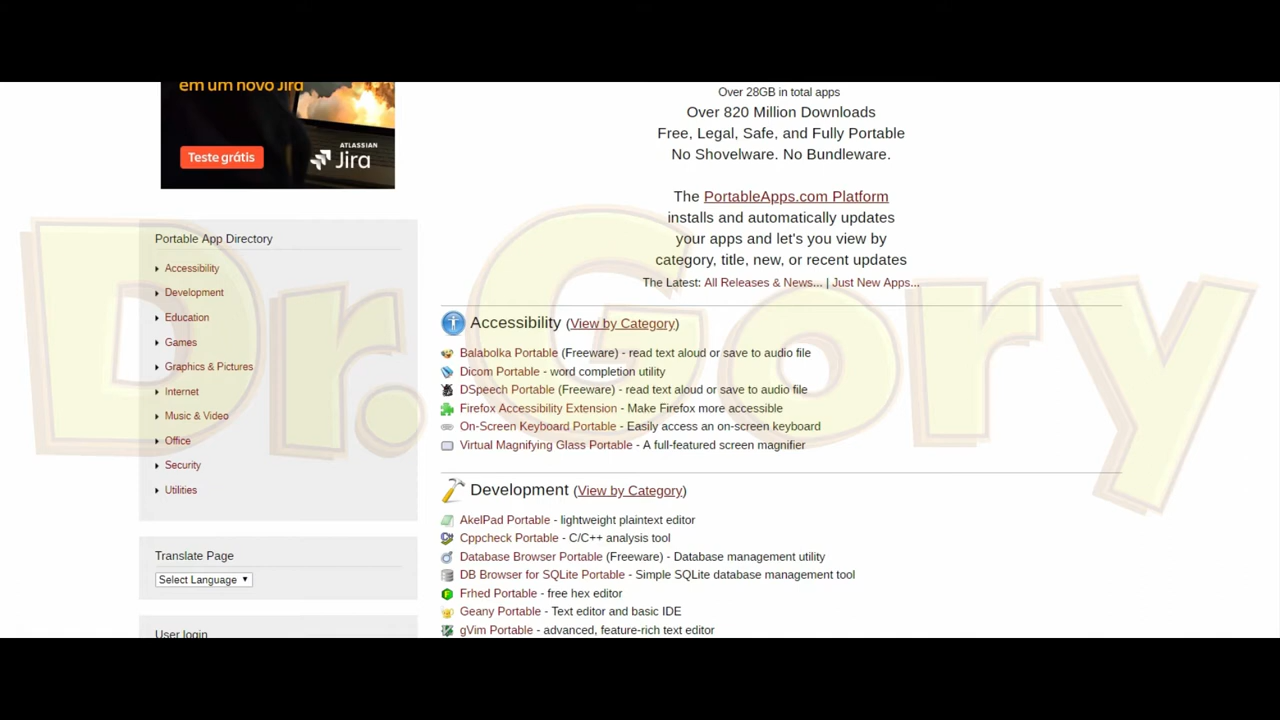 em um novo Jira
Teste grátis
ATLASSIAN
Jira
Over 28GB in total apps
Over 820 Million Downloads
Free, Legal, Safe, and Fully Portable
No Shovelware. No Bundleware.
The PortableApps.com Platform
installs and automatically updates
your apps and let's you view by
category, title, new, or recent updates
The Latest: All Releases & News... | Just New Apps...
Dr. Gory
Portable App Directory
Accessibility
Development
Education
Games
Graphics & Pictures
Internet
Music & Video
Office
Security
Utilities
Translate Page
Select Language
User login
Accessibility (View by Category)
Balabolka Portable (Freeware) - read text aloud or save to audio file
Dicom Portable - word completion utility
DSpeech Portable (Freeware) - read text aloud or save to audio file
Firefox Accessibility Extension - Make Firefox more accessible
On-Screen Keyboard Portable - Easily access an on-screen keyboard
Virtual Magnifying Glass Portable - A full-featured screen magnifier
Development (View by Category)
AkelPad Portable - lightweight plaintext editor
Cppcheck Portable - C/C++ analysis tool
Database Browser Portable (Freeware) - Database management utility
DB Browser for SQLite Portable - Simple SQLite database management tool
Frhed Portable - free hex editor
Geany Portable - Text editor and basic IDE
gVim Portable - advanced, feature-rich text editor